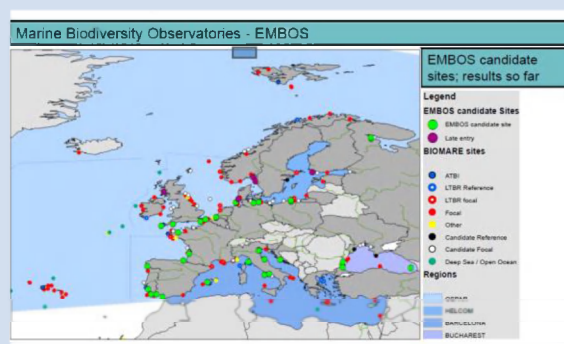 Marine Biodiversity Observatories - EMBOS
EMBOS candidate
sites; results so far
Legend
EMBOS candidate Sites
EMBOS candidate site
Late entry
BIOMARE sites
ATBI
LTBR Reference
LTBR focal
Focal
Other
Candidate Reference
Candidate Focal
Deep Sea / Open Ocean
Regions
OSPAR
HELCOM
BARCELONA
BUCHAREST